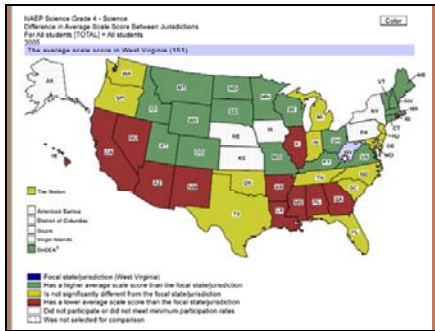 NAEP Science Grade 4 - Science
Color
Difference in Average Scale Score Between Jurisdictions
For All students [TOTAL] = All students
2005
The average scale score in West Virginia (151)
WA
MT
ND
MN
VT
ME
AK
ID
SD
WI
MI
NY
NH
MA
WY
NE
IA
PA
CT
RI
NJ
NV
UT
CO
KS
MO
IL
IN
OH
WV
VA
DE
MD
CA
KY
AZ
NM
OK
AR
TN
NC
SC
HI
TX
LA
MS
AL
GA
FL
The Nation
American Samoa
District of Columbia
Guam
Virgin Islands
DoDEA
Focal state/jurisdiction (West Virginia)
Has a higher average scale score than the focal state/jurisdiction
Is not significantly different from the focal state/jurisdiction
Has a lower average scale score than the focal state/jurisdiction
Did not participate or did not meet minimum participation rates
Was not selected for comparison